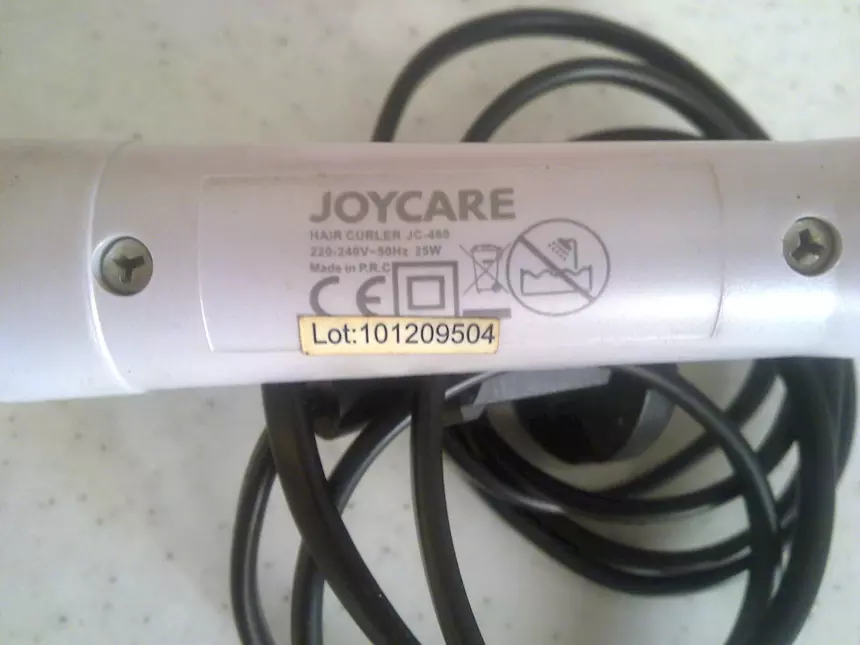 JOYCARE
HAIR CURLER JC-460
220-240V~50Hz 25W
Made in P.R.C
CE
Lot:101209504